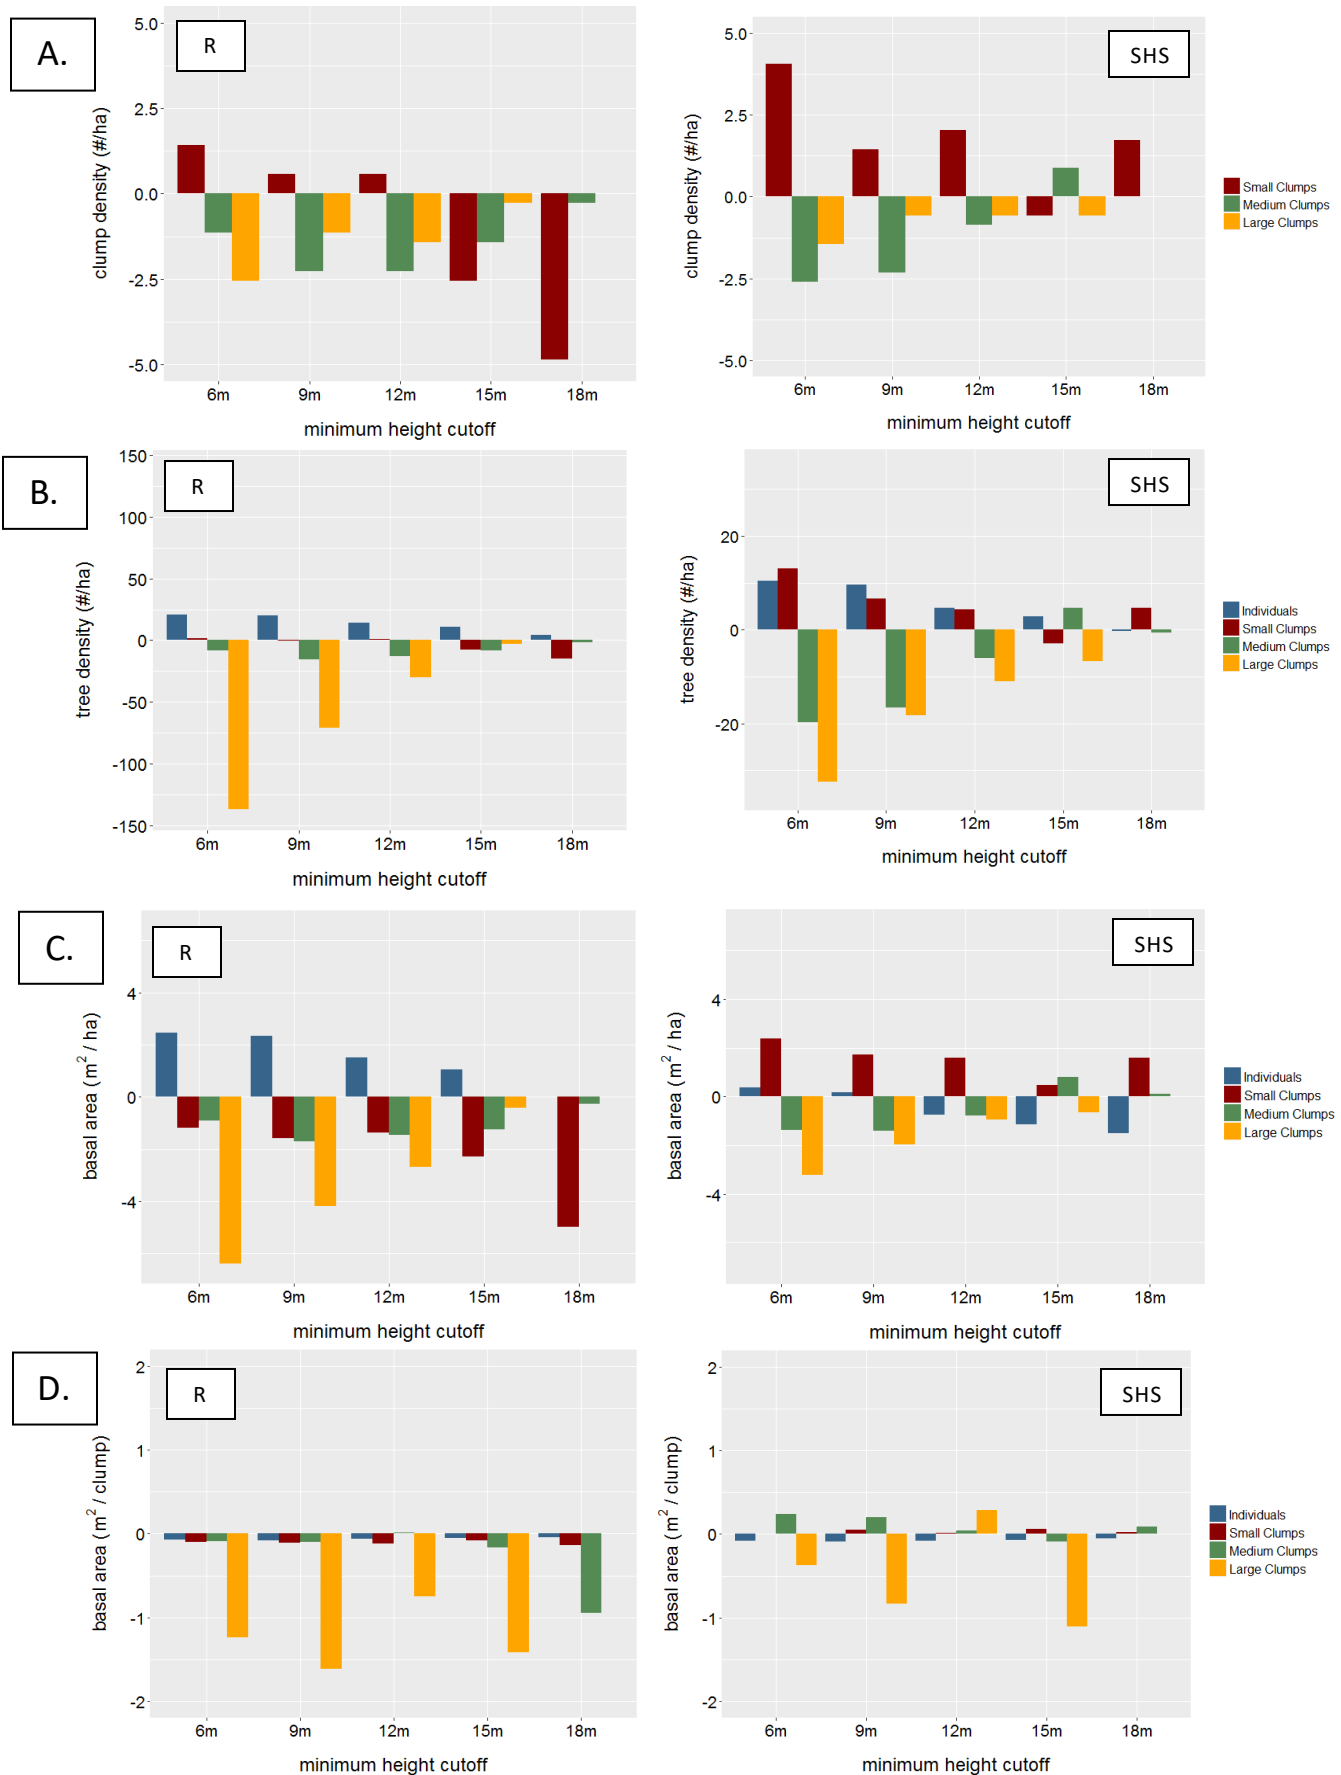 A.
R
5.0
2.5
0.0
-2.5
-5.0
clump density (#/ha)
6m 9m 12m 15m 18m
minimum height cutoff
SHS
5.0
2.5
0.0
-2.5
-5.0
clump density (#/ha)
6m 9m 12m 15m 18m
minimum height cutoff
Small Clumps
Medium Clumps
Large Clumps
B.
R
150
100
50
0
-50
-100
-150
tree density (#/ha)
6m 9m 12m 15m 18m
minimum height cutoff
SHS
20
0
-20
tree density (#/ha)
6m 9m 12m 15m 18m
minimum height cutoff
Individuals
Small Clumps
Medium Clumps
Large Clumps
C.
R
4
0
-4
basal area (m² / ha)
6m 9m 12m 15m 18m
minimum height cutoff
SHS
4
0
-4
basal area (m² / ha)
6m 9m 12m 15m 18m
minimum height cutoff
Individuals
Small Clumps
Medium Clumps
Large Clumps
D.
R
2
1
0
-1
-2
basal area (m² / clump)
6m 9m 12m 15m 18m
minimum height cutoff
SHS
2
1
0
-1
-2
basal area (m² / clump)
6m 9m 12m 15m 18m
minimum height cutoff
Individuals
Small Clumps
Medium Clumps
Large Clumps